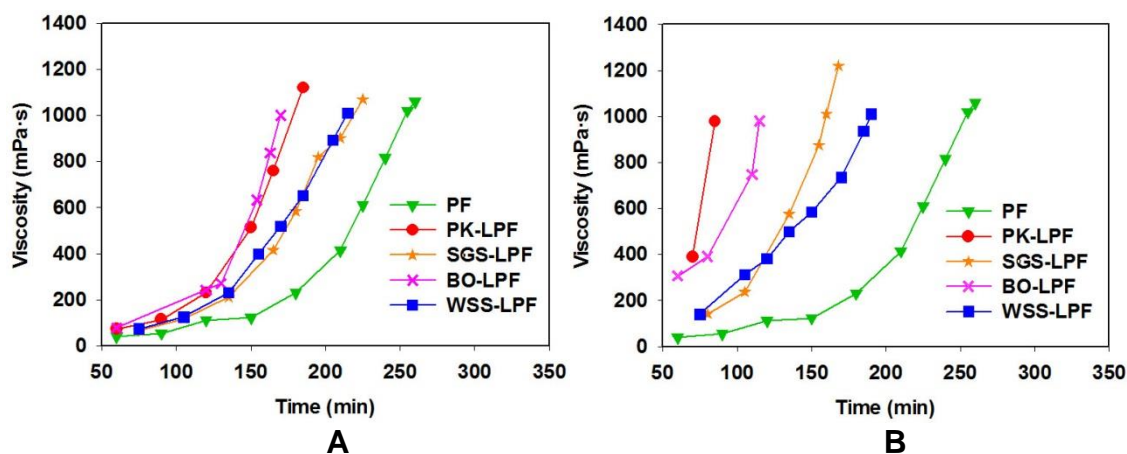 1400
1200
1000
800
600
400
200
0
Viscosity (mPa·s)
PF
PK-LPF
SGS-LPF
BO-LPF
WSS-LPF
50 100 150 200 250 300 350
Time (min)
A
1400
1200
1000
800
600
400
200
0
Viscosity (mPa·s)
PF
PK-LPF
SGS-LPF
BO-LPF
WSS-LPF
50 100 150 200 250 300 350
Time (min)
B